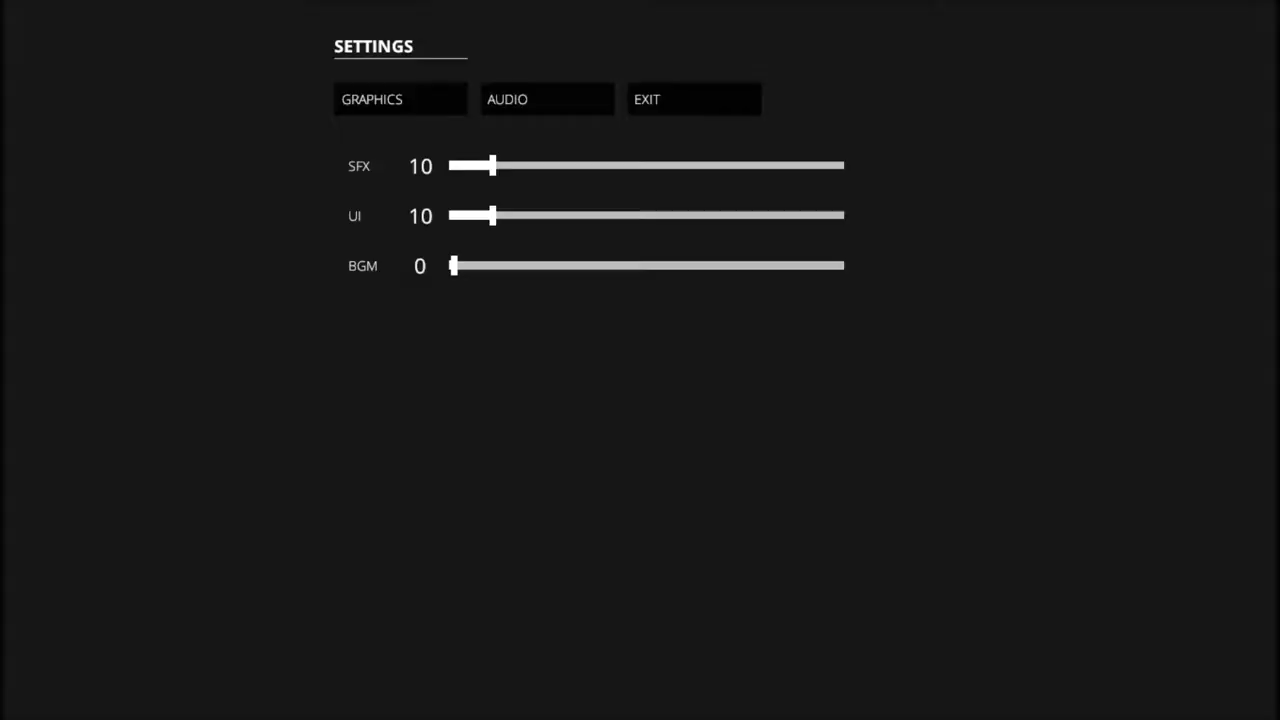 SETTINGS
GRAPHICS AUDIO EXIT
SFX 10
UI 10
BGM 0